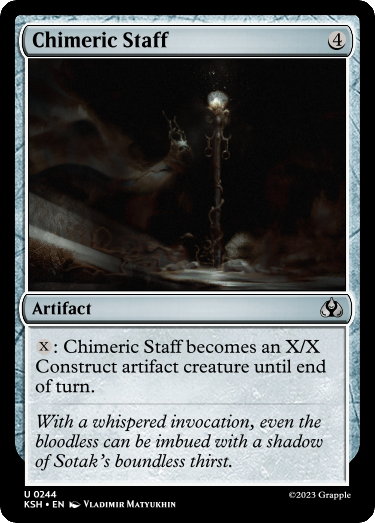 Chimeric Staff 4
Artifact
X: Chimeric Staff becomes an X/X
Construct artifact creature until end
of turn.
With a whispered invocation, even the
bloodless can be imbued with a shadow
of Sotak's boundless thirst.
U 0244
KSH • EN Vladimir Matyukhin
©2023 Grapple